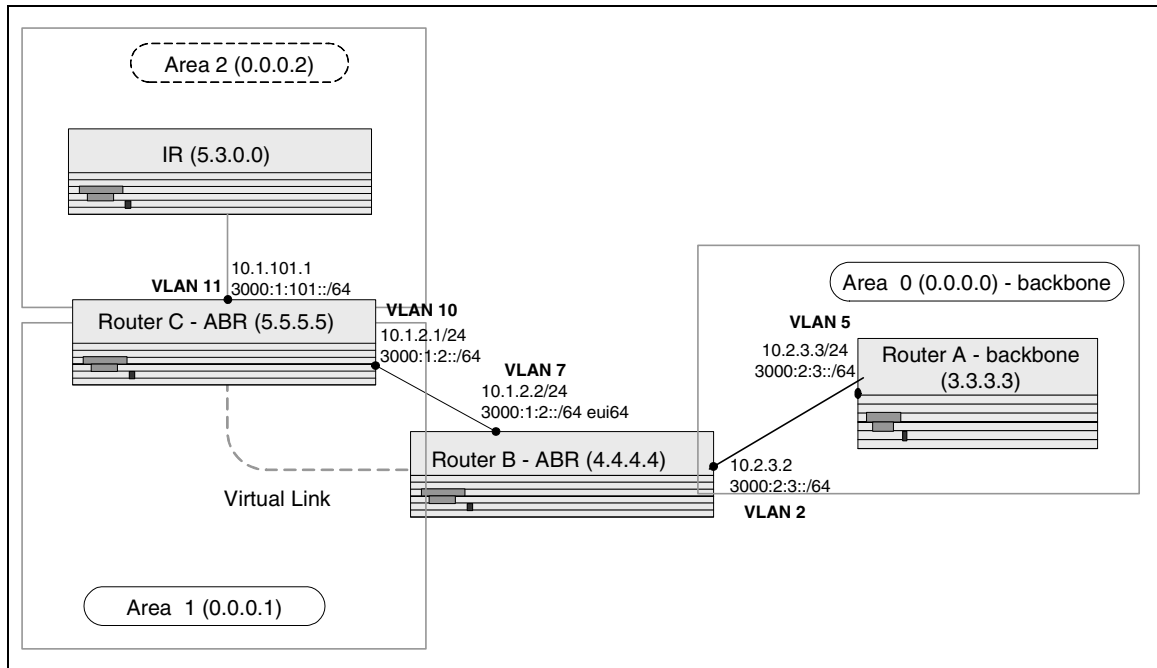 Area 2 (0.0.0.2)
IR (5.3.0.0)
VLAN 11
10.1.101.1
3000:1:101::/64
Router C - ABR (5.5.5.5)
VLAN 10
10.1.2.1/24
3000:1:2::/64
VLAN 7
10.1.2.2/24
3000:1:2::/64 eui64
Router B - ABR (4.4.4.4)
Virtual Link
Area 1 (0.0.0.1)
Area 0 (0.0.0.0) - backbone
VLAN 5
10.2.3.3/24
3000:2:3::/64
Router A - backbone
(3.3.3.3)
10.2.3.2
3000:2:3::/64
VLAN 2